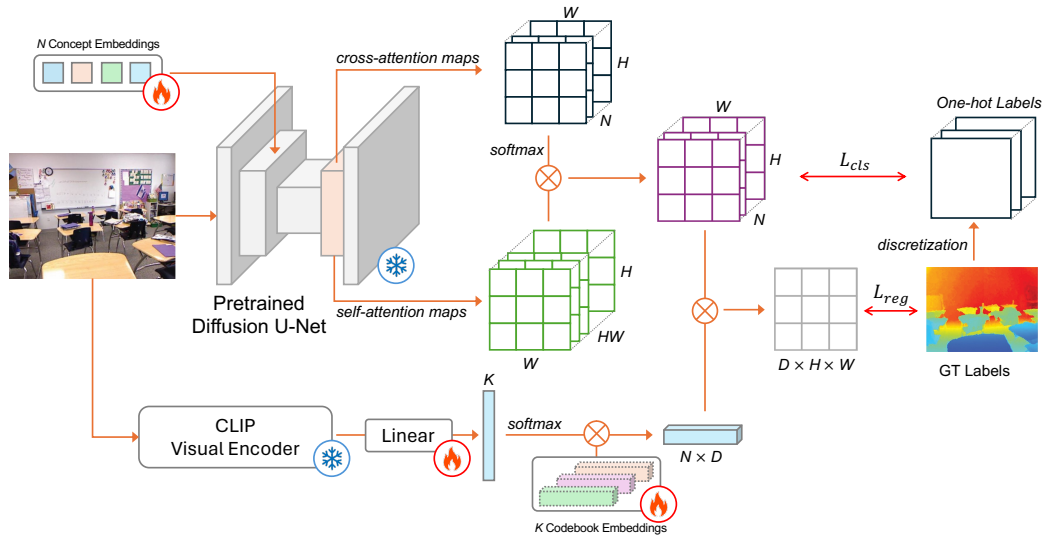 N Concept Embeddings
cross-attention maps
W
H
N
softmax
W
H
N
One-hot Labels
L_cls
discretization
Pretrained
Diffusion U-Net
self-attention maps
H
HW
W
L_reg
D × H × W
GT Labels
K
CLIP
Visual Encoder
Linear
softmax
N × D
K Codebook Embeddings